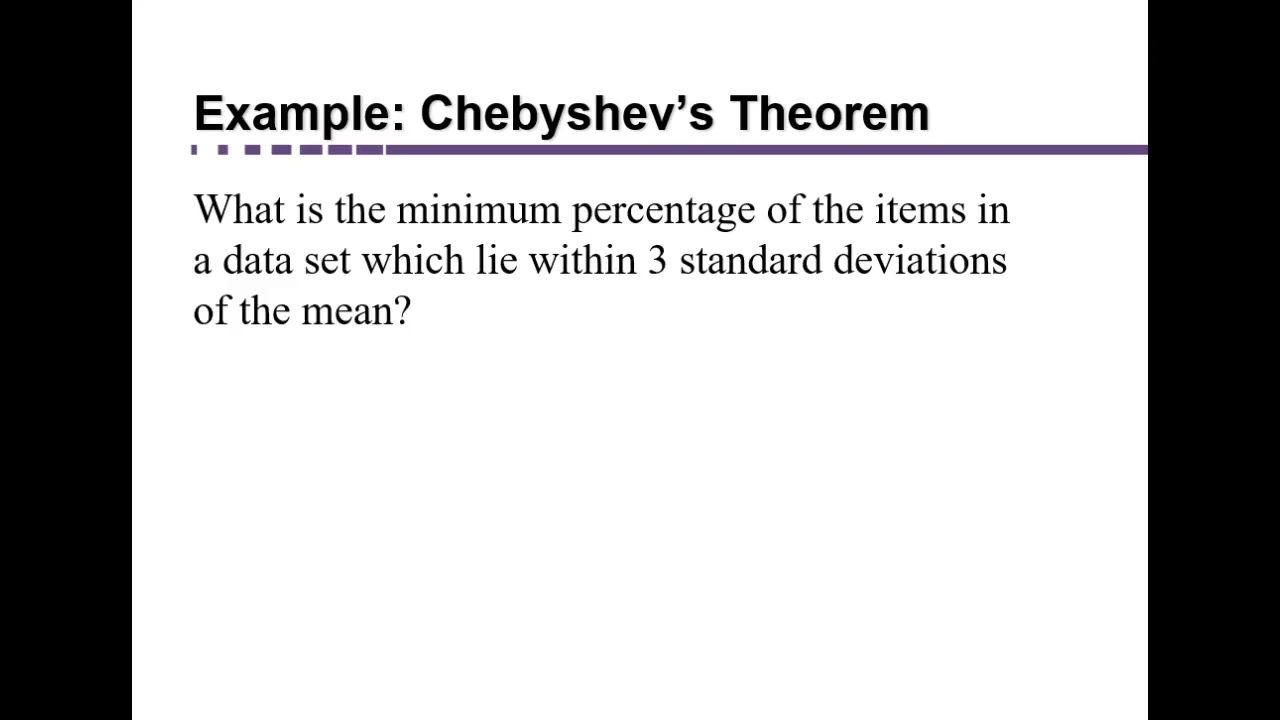 Example: Chebyshev’s Theorem
What is the minimum percentage of the items in
a data set which lie within 3 standard deviations
of the mean?